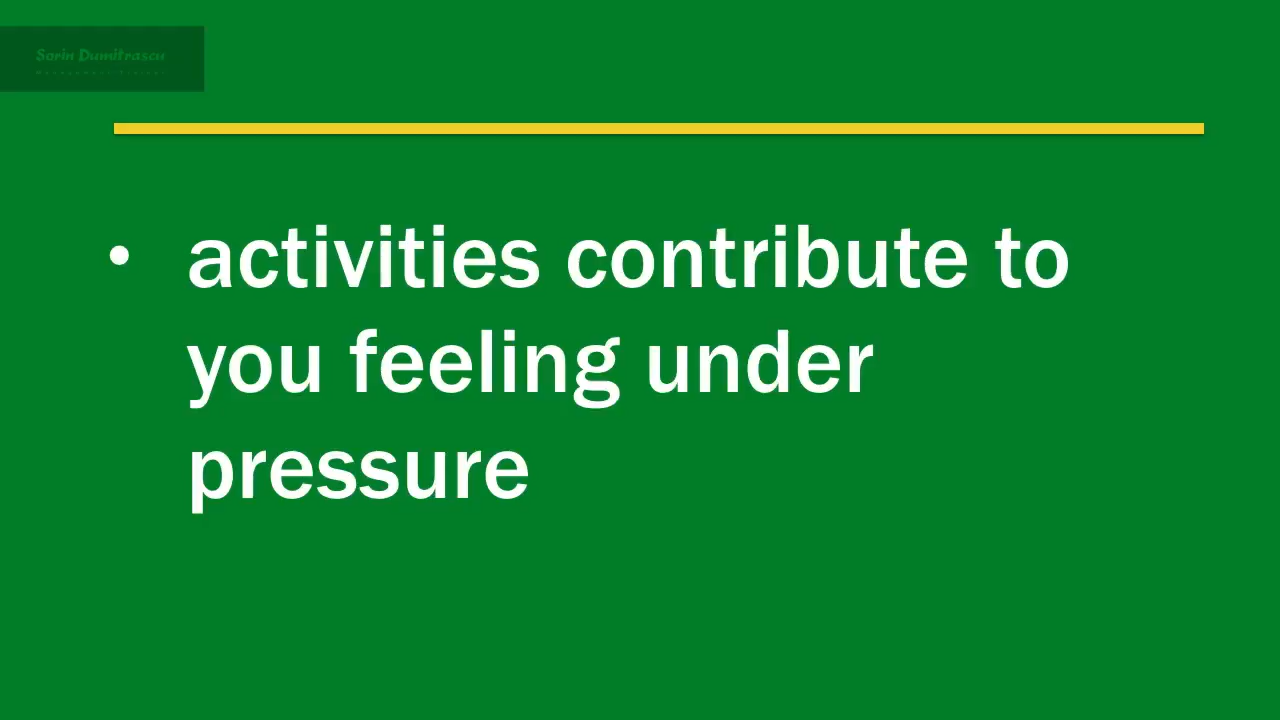 Sorin Dumitrascu
• activities contribute to
you feeling under
pressure